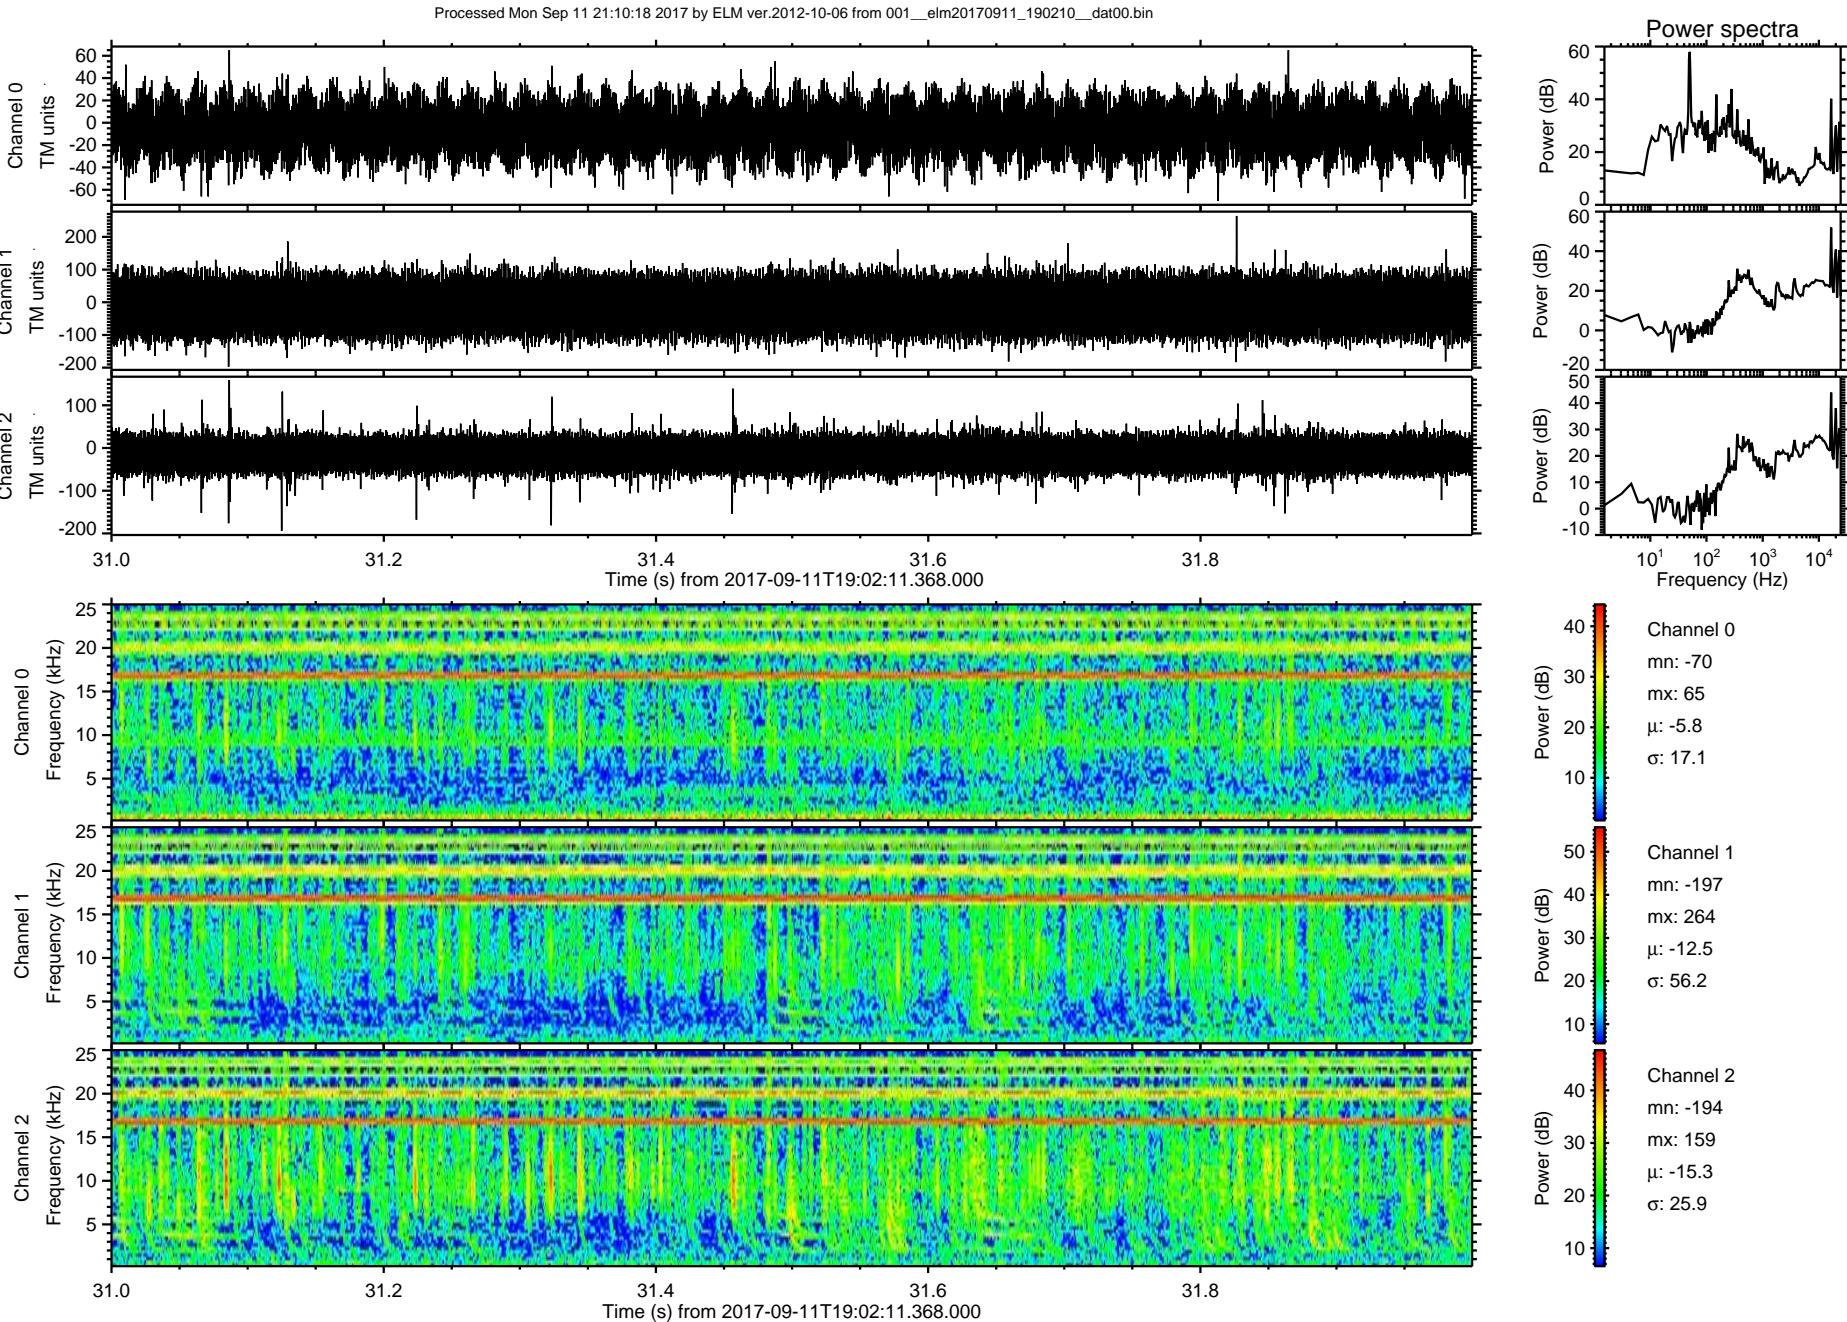 Processed Mon Sep 11 21:10:18 2017 by ELM ver.2012-10-06 from 001__elm20170911_190210__dat00.bin
Power spectra
Channel 0
TM units
60
40
20
0
-20
-40
-60
Power (dB)
60
40
20
0
Channel 1
TM units
200
100
0
-100
-200
Power (dB)
60
40
20
0
-20
Channel 2
TM units
100
0
-100
-200
Power (dB)
50
40
30
20
10
0
-10
31.0 31.2 31.4 31.6 31.8
Time (s) from 2017-09-11T19:02:11.368.000
10^1 10^2 10^3 10^4
Frequency (Hz)
Channel 0
Frequency (kHz)
25
20
15
10
5
Power (dB)
40
30
20
10
Channel 0
mn: -70
mx: 65
μ: -5.8
σ: 17.1
Channel 1
Frequency (kHz)
25
20
15
10
5
Power (dB)
50
40
30
20
10
Channel 1
mn: -197
mx: 264
μ: -12.5
σ: 56.2
Channel 2
Frequency (kHz)
25
20
15
10
5
Power (dB)
40
30
20
10
Channel 2
mn: -194
mx: 159
μ: -15.3
σ: 25.9
31.0 31.2 31.4 31.6 31.8
Time (s) from 2017-09-11T19:02:11.368.000